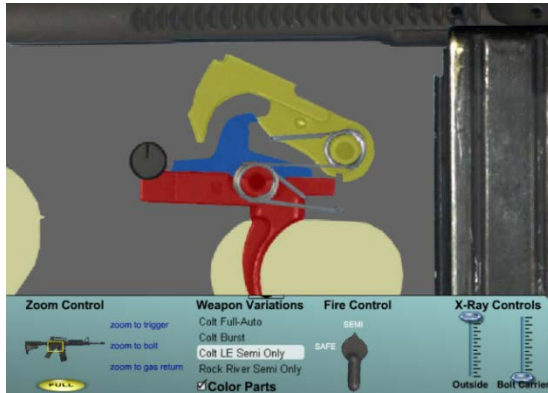 Zoom Control
zoom to trigger
zoom to bolt
zoom to gas return
FULL
Weapon Variations
Colt Full-Auto
Colt Burst
Colt LE Semi Only
Rock River Semi Only
Color Parts
Fire Control
SEMI
SAFE
X-Ray Controls
Outside
Bolt Carrier